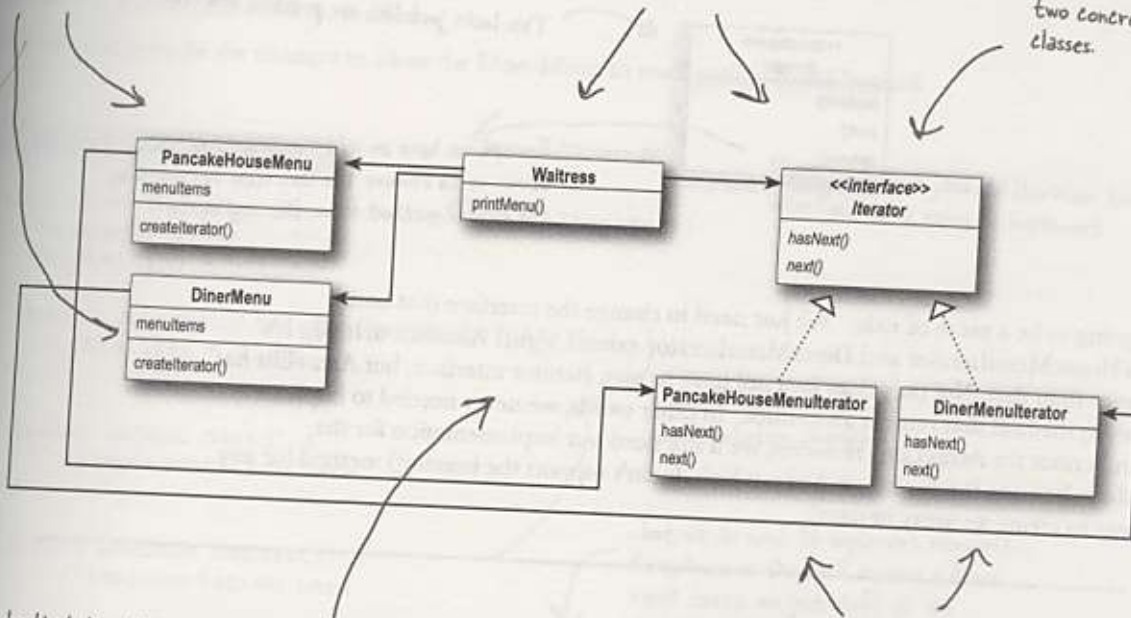 two
classes.
PancakeHouseMenu
menuItems
createIterator()
Waitress
printMenu()
<<interface>>
Iterator
hasNext()
next()
DinerMenu
menuItems
createIterator()
PancakeHouseMenuIterator
hasNext()
next()
DinerMenuIterator
hasNext()
next()